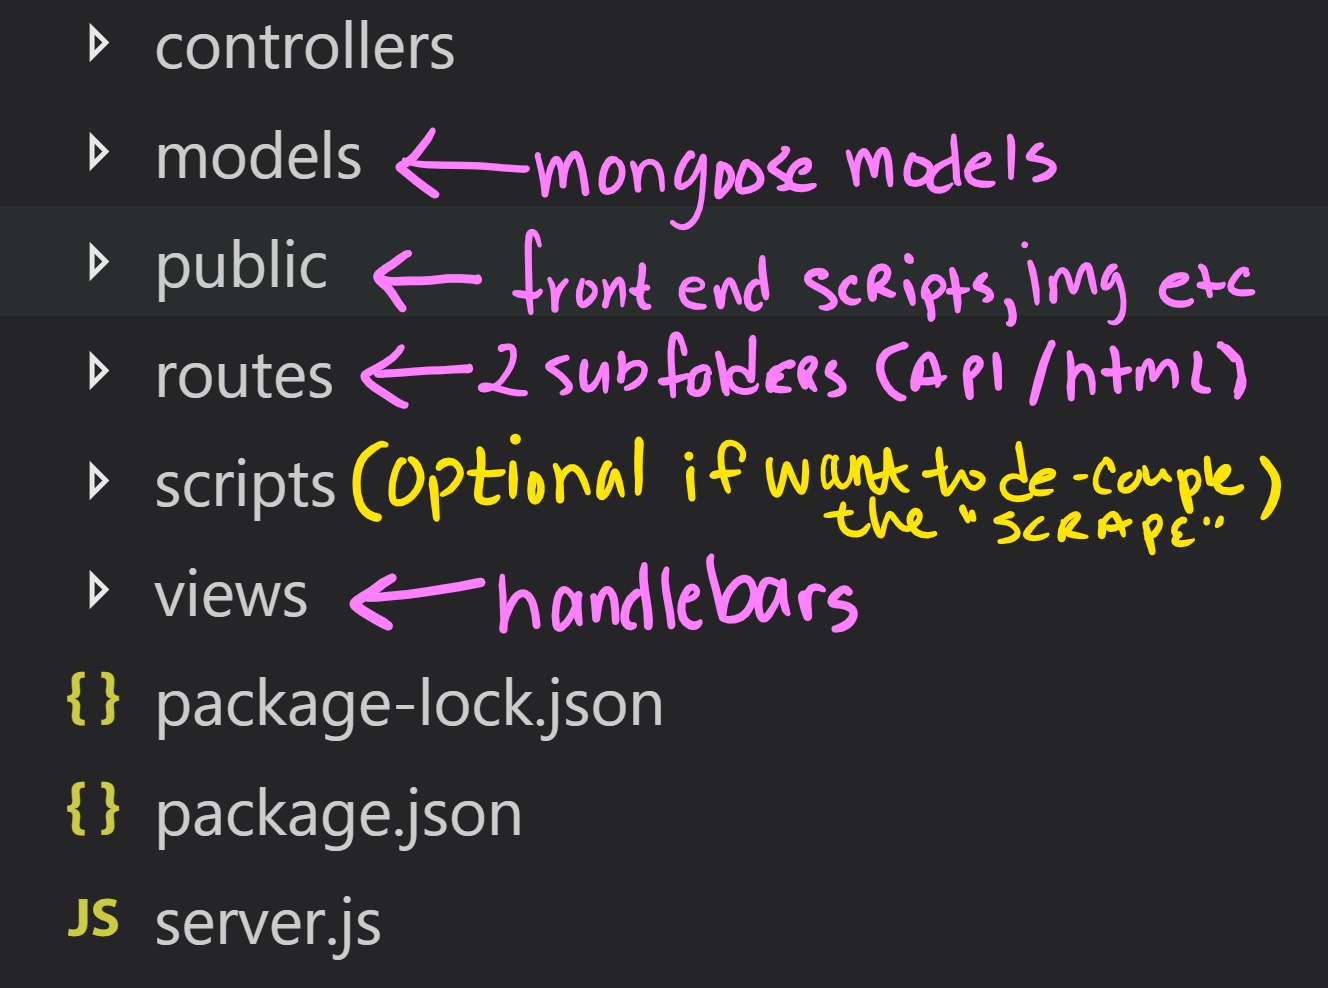 controllers
models ← mongoose models
public ← front end scripts, img etc
routes ← 2 subfolders (API/html)
scripts (optional if want to de-couple
the "SCRAPE")
views ← handlebars
{ } package-lock.json
{ } package.json
JS server.js